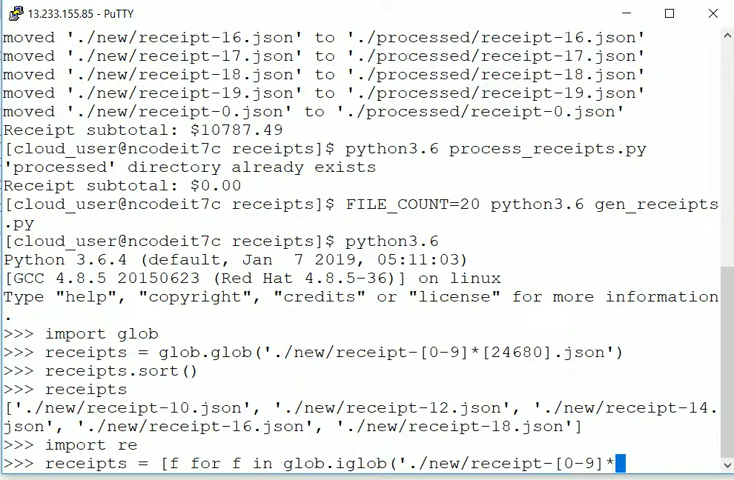 13.233.155.85 - PuTTY
moved './new/receipt-16.json' to './processed/receipt-16.json'
moved './new/receipt-17.json' to './processed/receipt-17.json'
moved './new/receipt-18.json' to './processed/receipt-18.json'
moved './new/receipt-19.json' to './processed/receipt-19.json'
moved './new/receipt-0.json' to './processed/receipt-0.json'
Receipt subtotal: $10787.49
[cloud_user@ncodeit7c receipts]$ python3.6 process_receipts.py
'processed' directory already exists
Receipt subtotal: $0.00
[cloud_user@ncodeit7c receipts]$ FILE_COUNT=20 python3.6 gen_receipts
.py
[cloud_user@ncodeit7c receipts]$ python3.6
Python 3.6.4 (default, Jan  7 2019, 05:11:03)
[GCC 4.8.5 20150623 (Red Hat 4.8.5-36)] on linux
Type "help", "copyright", "credits" or "license" for more information
.
>>> import glob
>>> receipts = glob.glob('./new/receipt-[0-9]*[24680].json')
>>> receipts.sort()
>>> receipts
['./new/receipt-10.json', './new/receipt-12.json', './new/receipt-14.
json', './new/receipt-16.json', './new/receipt-18.json']
>>> import re
>>> receipts = [f for f in glob.iglob('./new/receipt-[0-9]*